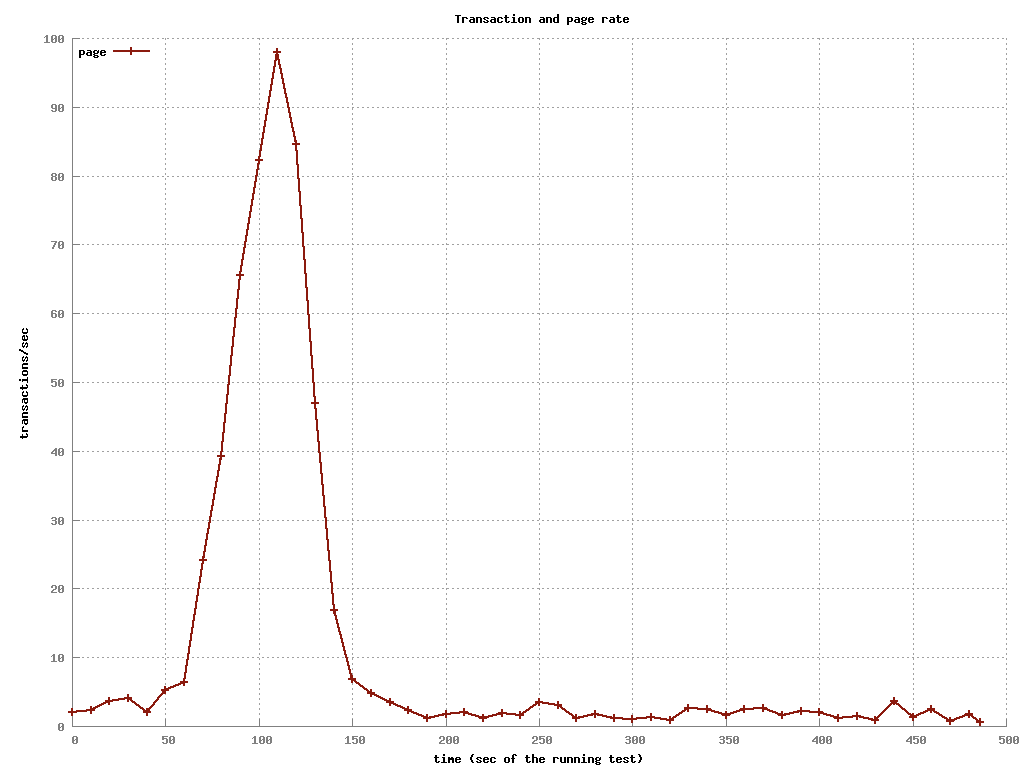 Transaction and page rate
page
100
90
80
70
60
50
40
30
20
10
0
transactions/sec
0 50 100 150 200 250 300 350 400 450 500
time (sec of the running test)